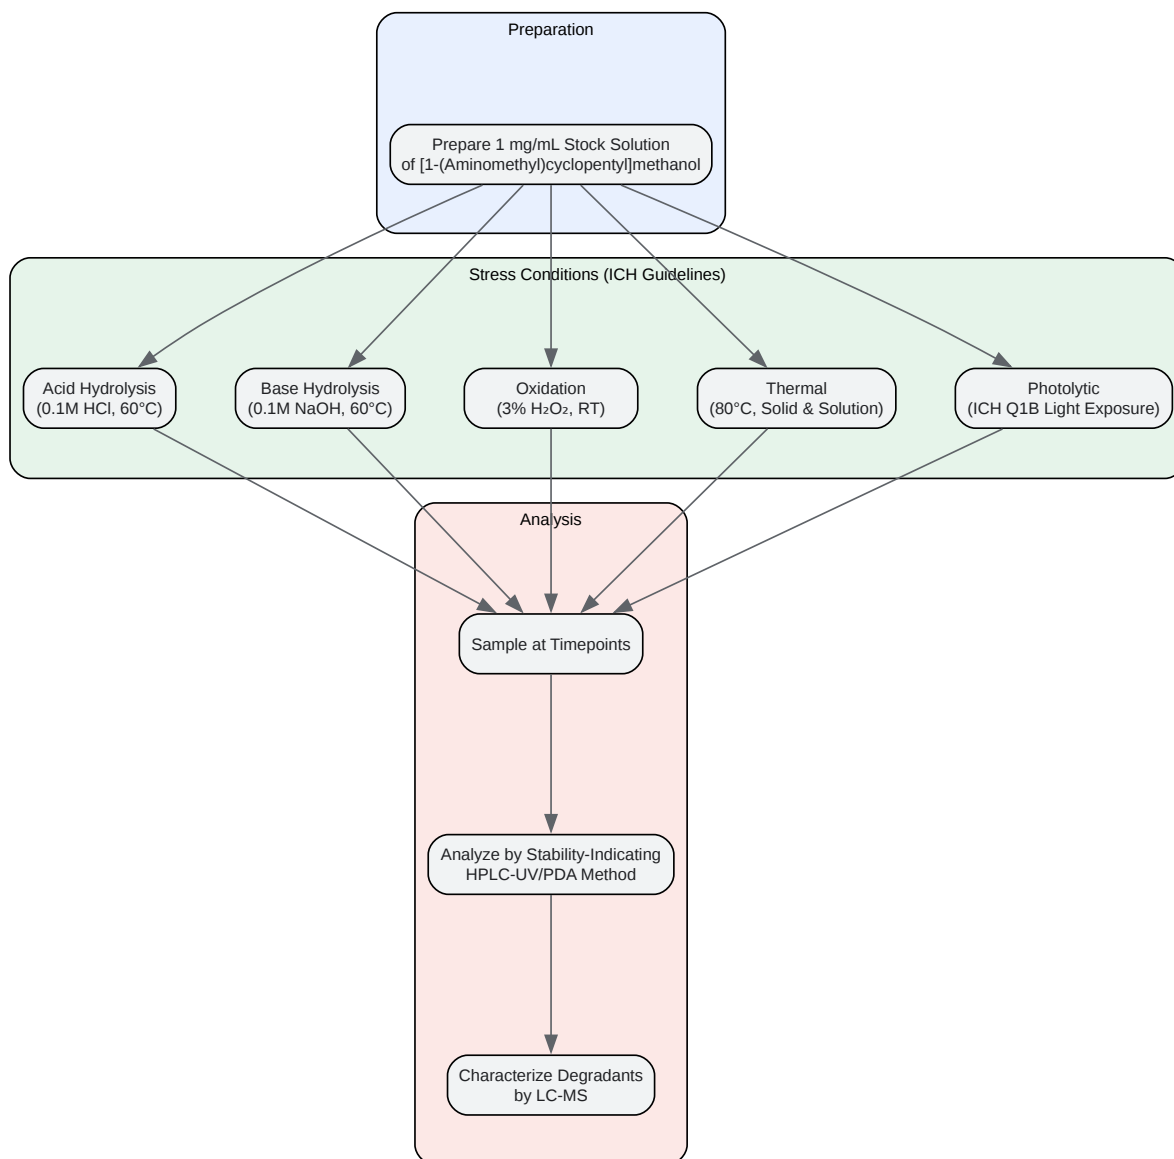 Preparation
Prepare 1 mg/mL Stock Solution
of [1-(Aminomethyl)cyclopentyl]methanol
Stress Conditions (ICH Guidelines)
Acid Hydrolysis
(0.1M HCl, 60°C)
Base Hydrolysis
(0.1M NaOH, 60°C)
Oxidation
(3% H₂O₂, RT)
Thermal
(80°C, Solid & Solution)
Photolytic
(ICH Q1B Light Exposure)
Analysis
Sample at Timepoints
Analyze by Stability-Indicating
HPLC-UV/PDA Method
Characterize Degradants
by LC-MS